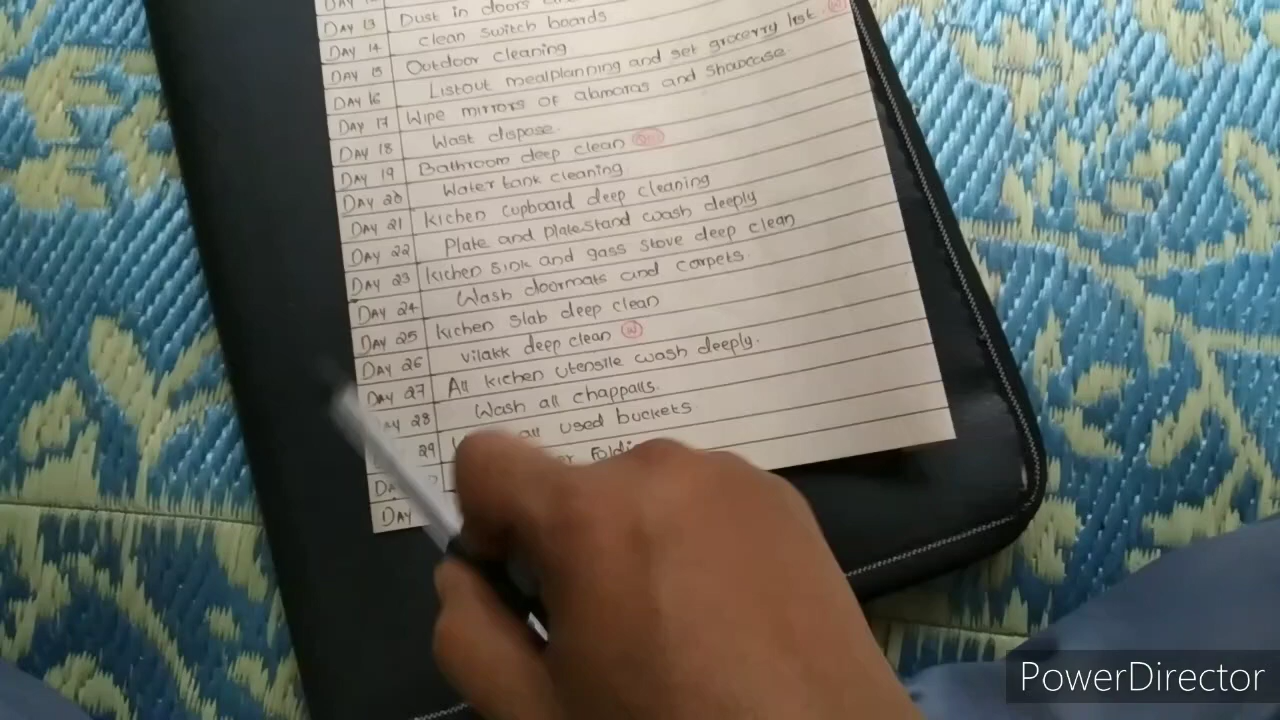 DAY 13 Dust in doors
DAY 14 clean switch boards
DAY 15 Outdoor cleaning
DAY 16 Listout mealplanning and set grocerry list. W
DAY 17 Wipe mirrors of almaras and showcase.
DAY 18 Wast dispose.
DAY 19 Bathroom deep clean
DAY 20 Water tank cleaning
DAY 21 kichen cupboard deep cleaning
DAY 22 Plate and plate stand wash deeply
DAY 23 kichen sink and gass stove deep clean
DAY 24 Wash doormats and carpets.
DAY 25 kichen slab deep clean
DAY 26 vilakk deep clean W
DAY 27 All kichen utensile wash deeply.
DAY 28 Wash all chappalls.
29 all used buckets
DAY
PowerDirector